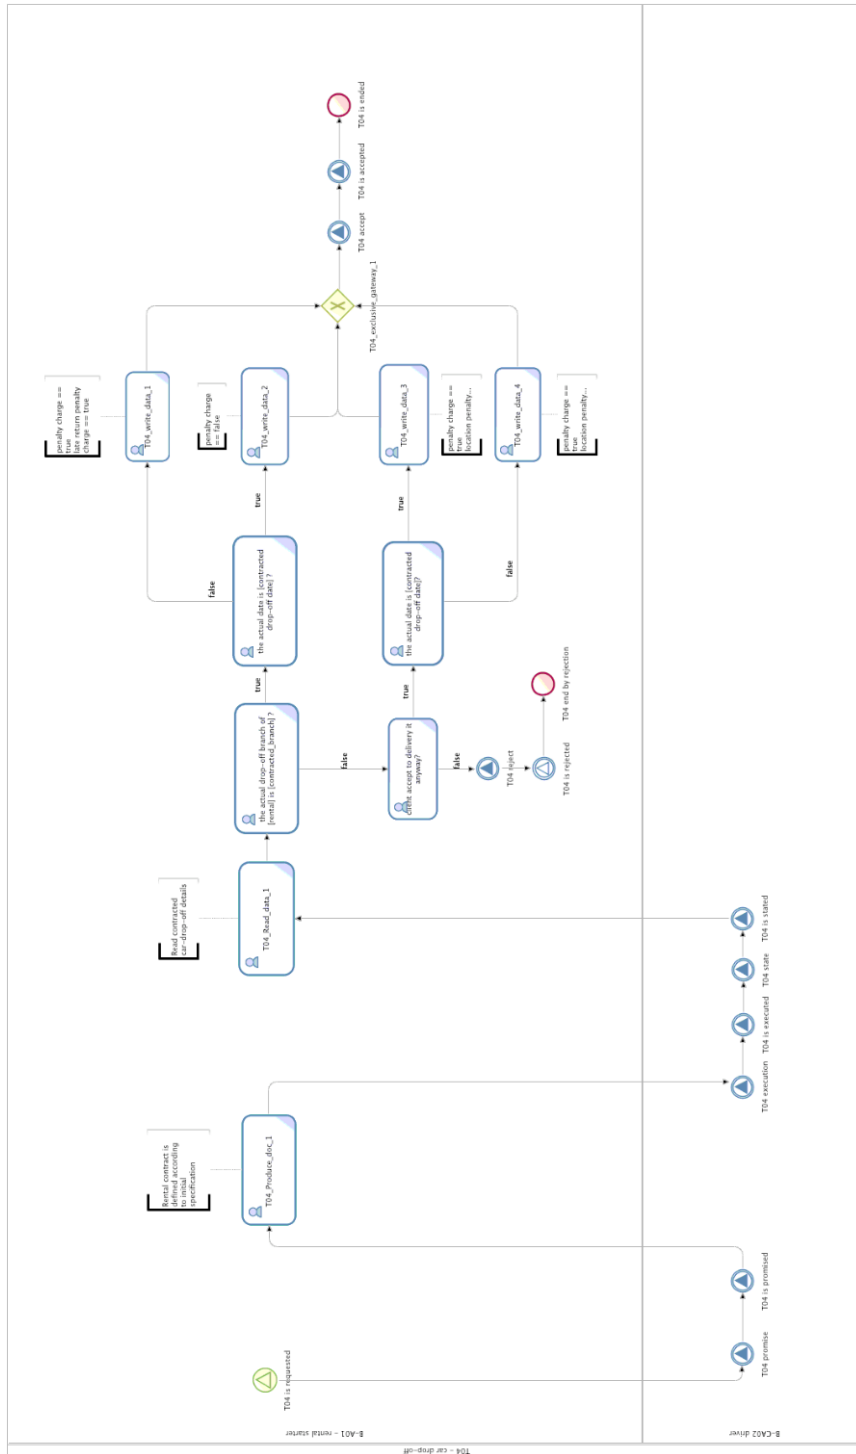 T04 - car drop-off
B-A01 - rental starter
B-CA02 driver
T04 is requested
T04 promise
T04 is promised
Rental contract is
defined according
to initial
specification
T04_Produce_doc_1
T04 execution
T04 is executed
T04 state
T04 is stated
Read contracted
car-drop-off details
T04_Read_data_1
the actual drop-off branch of
[rental] is [contracted_branch] ?
true
false
client accept to delivery it
anyway?
false
T04 reject
T04 is rejected
T04 end by rejection
true
the actual date is [contracted
drop-off date] ?
false
true
the actual date is [contracted
drop-off date]?
true
false
penalty charge ==
true
late return penalty
charge == true
T04_write_data_1
penalty charge
== false
T04_write_data_2
T04_write_data_3
penalty charge ==
true
location penalty...
T04_write_data_4
penalty charge ==
true
location penalty...
T04_exclusive_gateway_1
T04 accept
T04 is accepted
T04 is ended